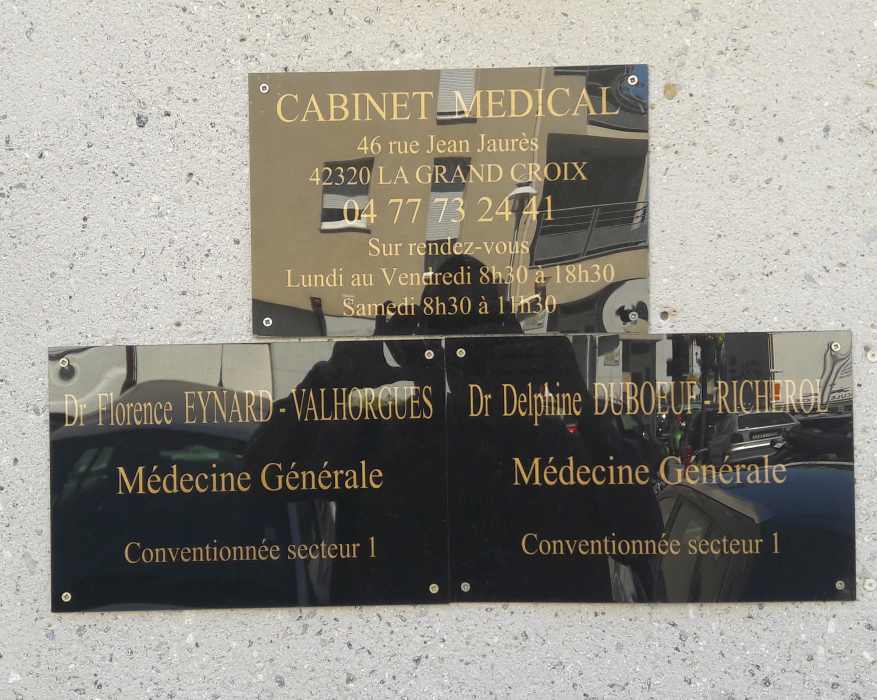 CABINET MEDICAL
46 rue Jean Jaurès
42320 LA GRAND CROIX
04 77 73 24 41
Sur rendez-vous
Lundi au Vendredi 8h30 à 18h30
Samedi 8h30 à 11h30
Dr Florence EYNARD - VALHORGUES
Médecine Générale
Conventionnée secteur 1
Dr Delphine DUBOEUF - RICHEROL
Médecine Générale
Conventionnée secteur 1